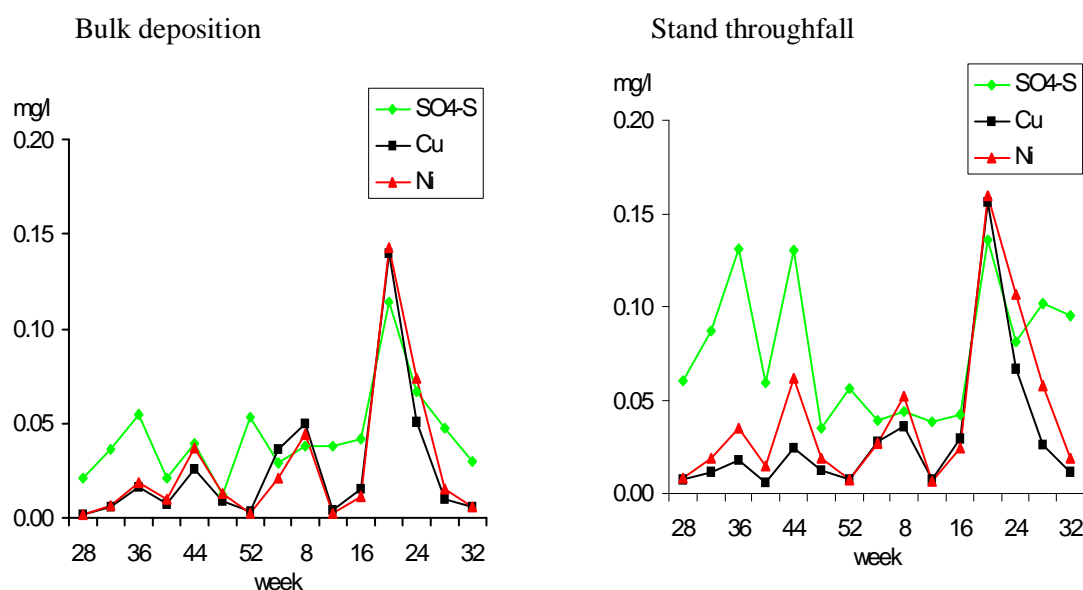 Bulk deposition
mg/l
SO4-S
Cu
Ni
0.20
0.15
0.10
0.05
0.00
28 36 44 52 8 16 24 32
week
Stand throughfall
mg/l
SO4-S
Cu
Ni
0.20
0.15
0.10
0.05
0.00
28 36 44 52 8 16 24 32
week